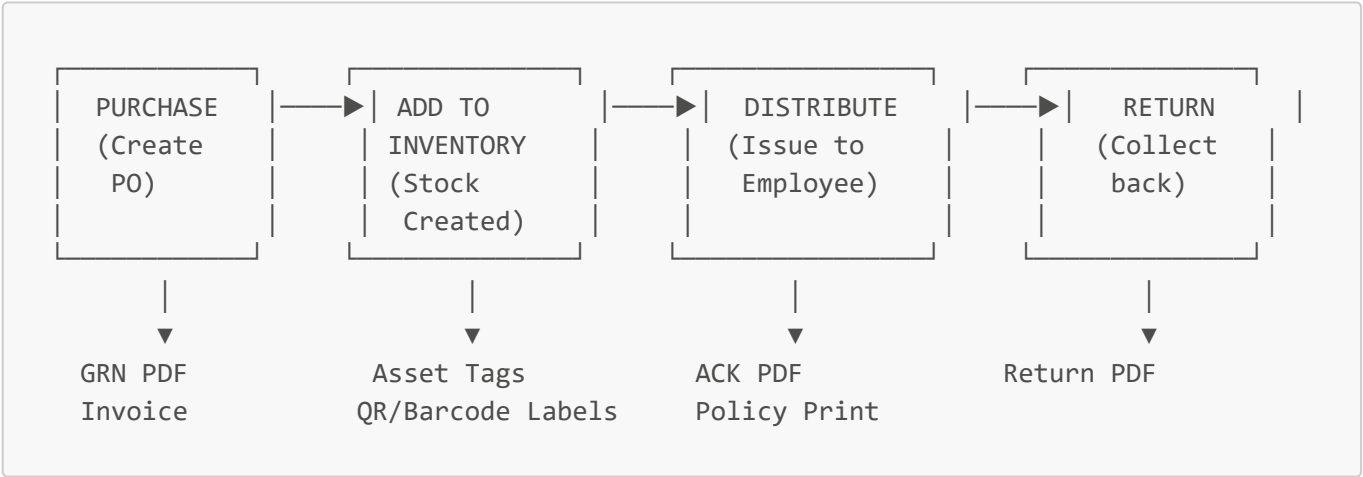 PURCHASE ADD TO DISTRIBUTE RETURN
(Create INVENTORY (Issue to (Collect
PO) (Stock Employee) back)
Created)
GRN PDF Asset Tags ACK PDF Return PDF
Invoice QR/Barcode Labels Policy Print